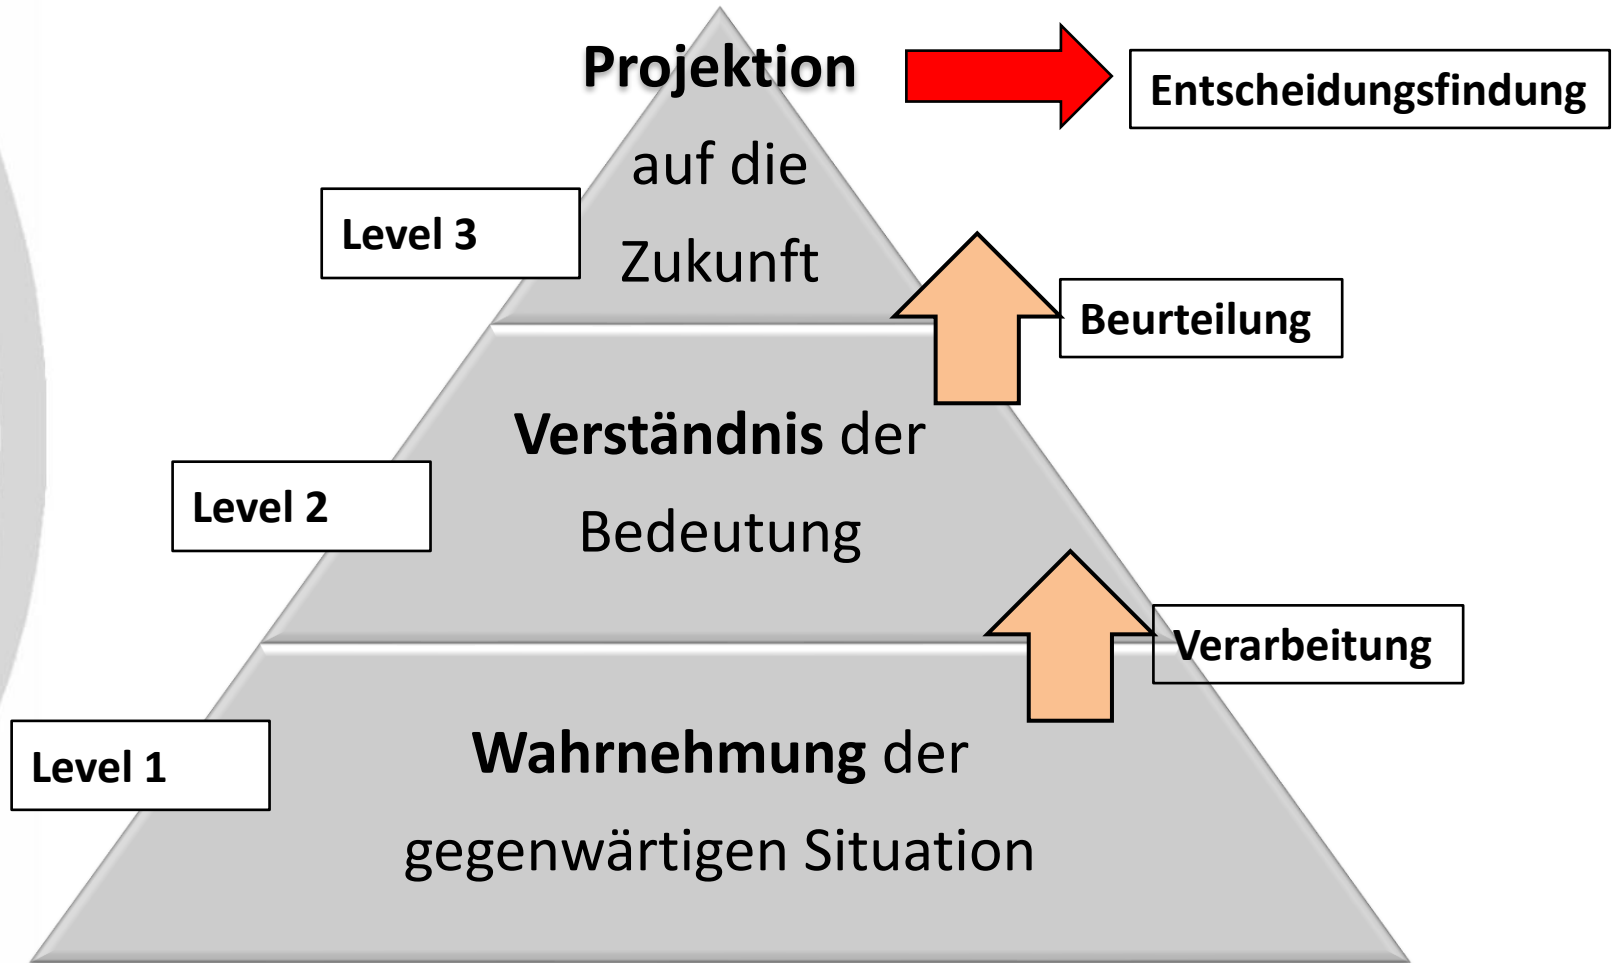 Projektion
auf die
Zukunft
Entscheidungsfindung
Level 3
Beurteilung
Verständnis der
Bedeutung
Level 2
Verarbeitung
Wahrnehmung der
gegenwärtigen Situation
Level 1